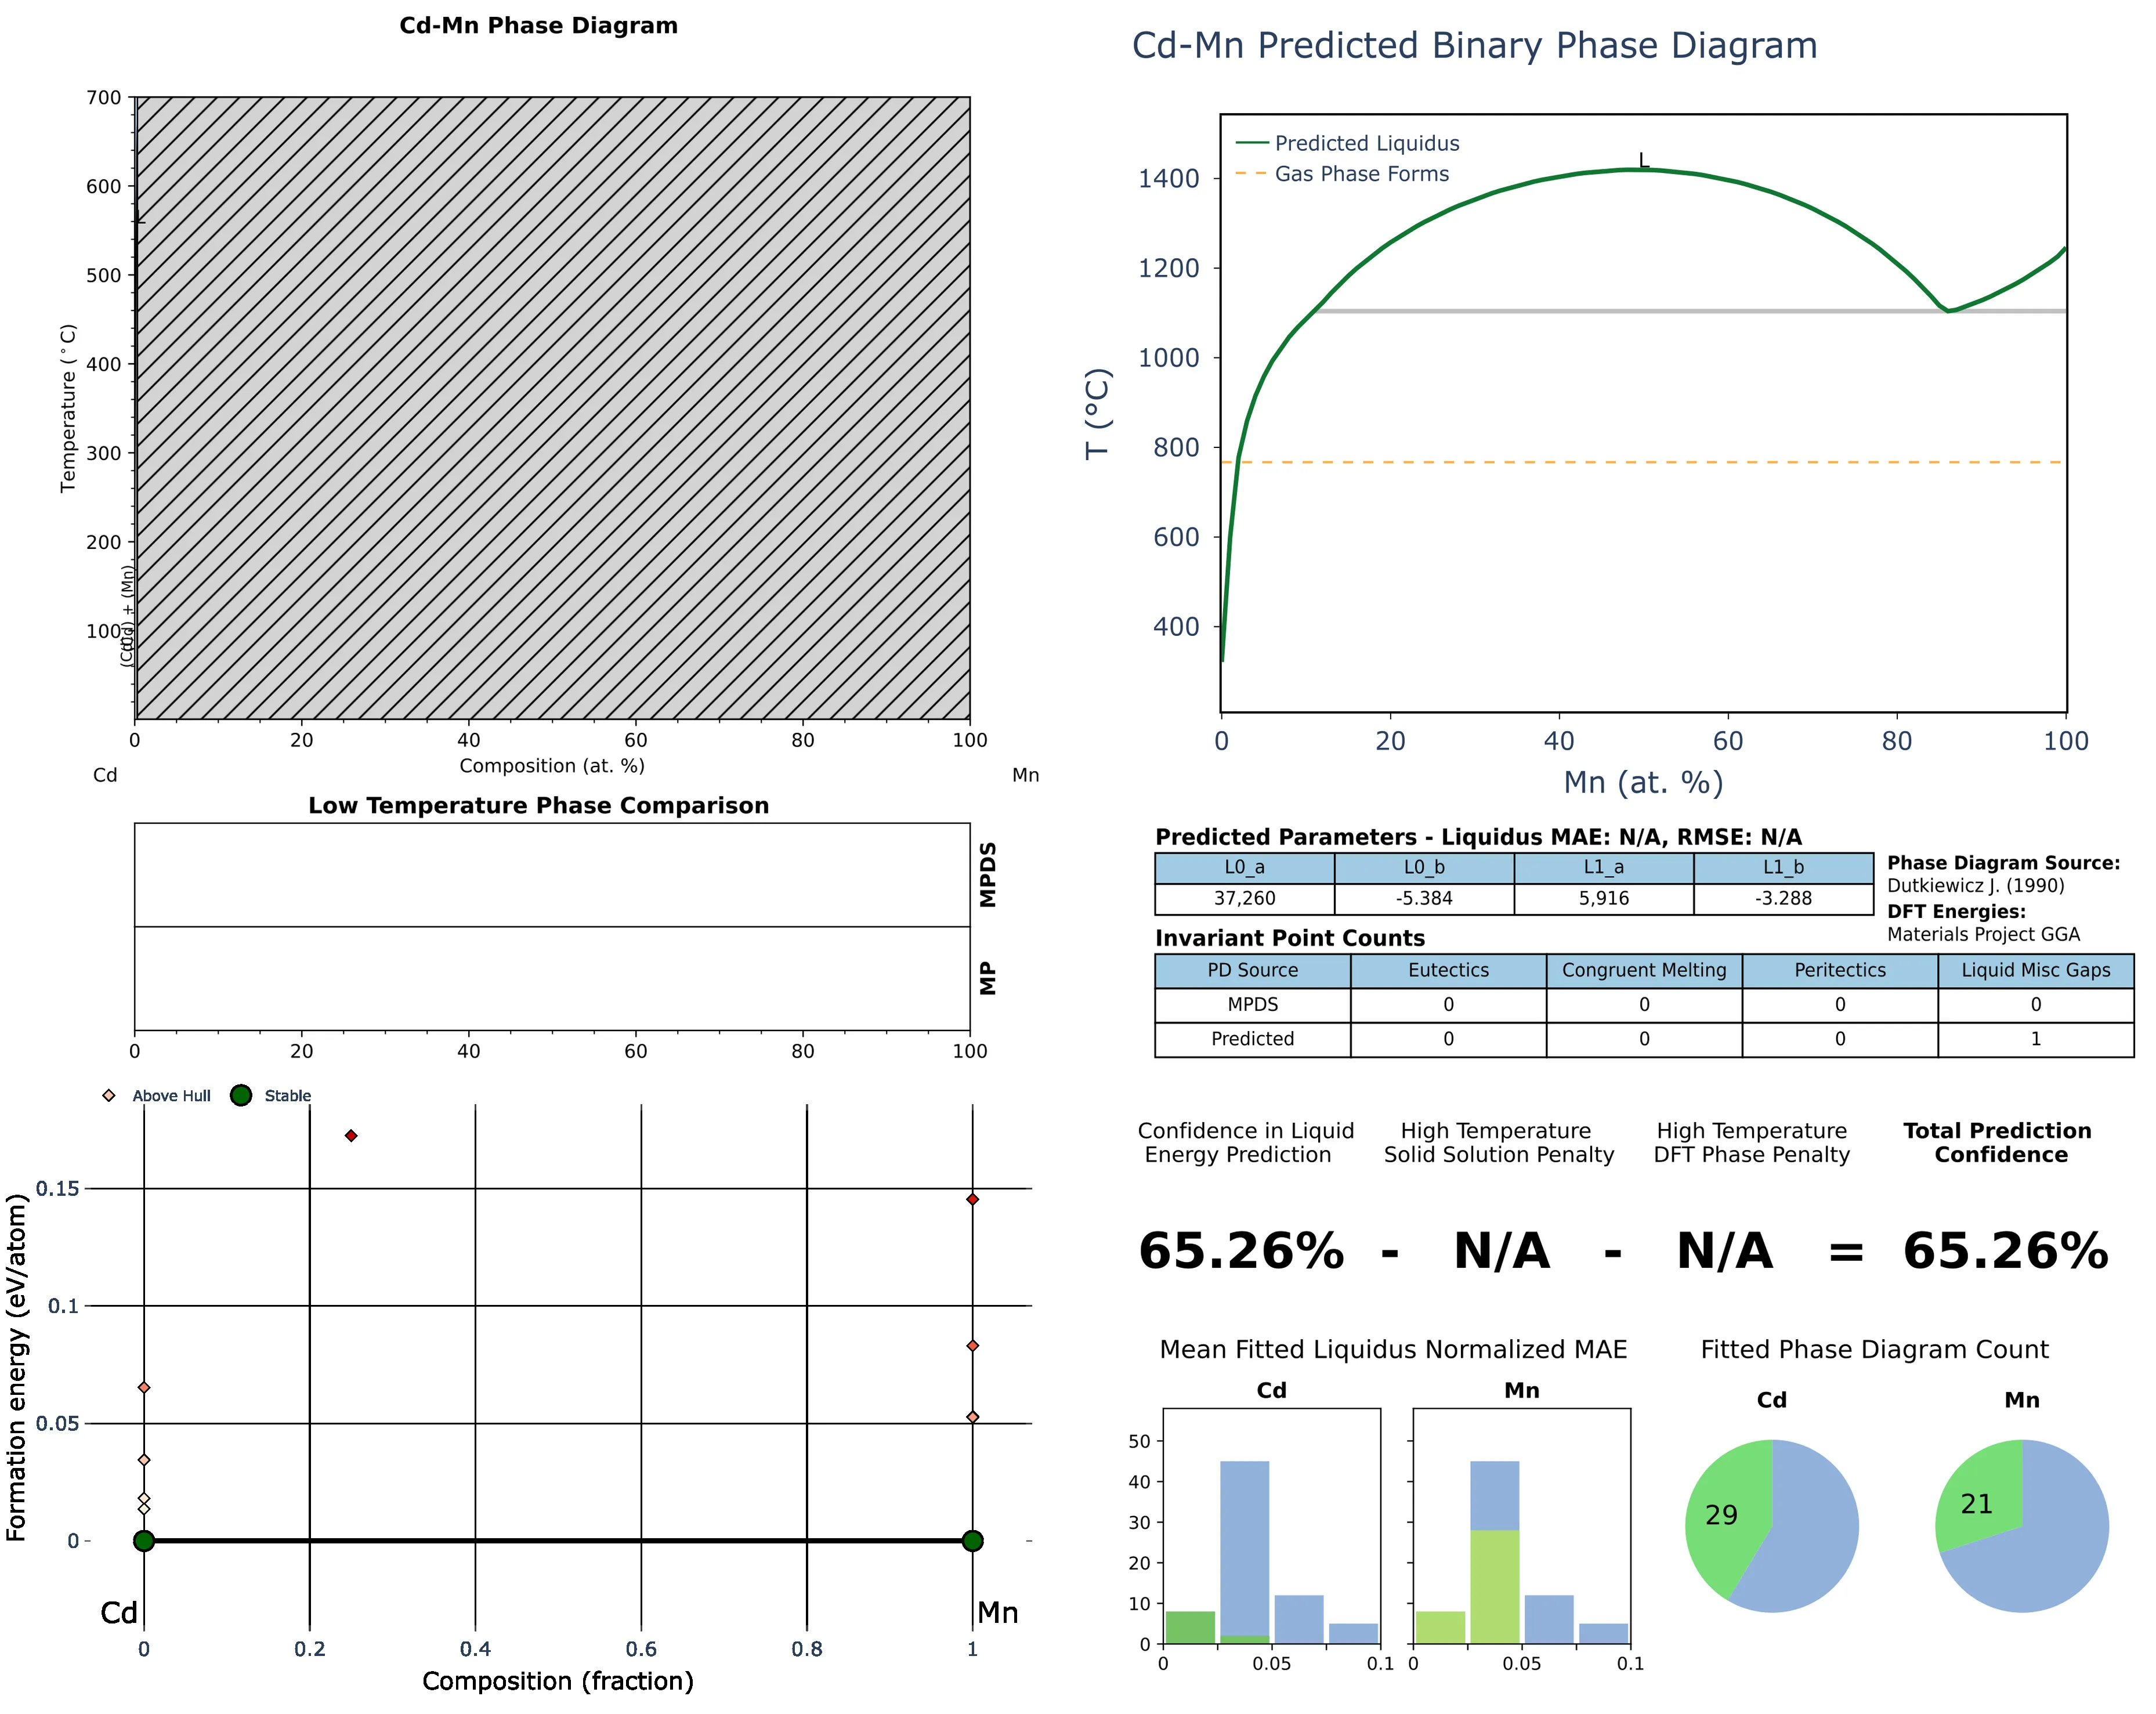 Cd-Mn Phase Diagram
700
600
500
400
300
200
100
Temperature (°C)
L
(Cd) + (Mn)
(Cd)
0 20 40 60 80 100
Composition (at. %)
Cd Mn
Cd-Mn Predicted Binary Phase Diagram
Predicted Liquidus
Gas Phase Forms
L
1400
1200
1000
800
600
400
T (°C)
0 20 40 60 80 100
Mn (at. %)
Low Temperature Phase Comparison
MPDS
MP
0 20 40 60 80 100
Predicted Parameters - Liquidus MAE: N/A, RMSE: N/A
L0_a L0_b L1_a L1_b
37,260 -5.384 5,916 -3.288
Phase Diagram Source:
Dutkiewicz J. (1990)
DFT Energies:
Materials Project GGA
Invariant Point Counts
PD Source Eutectics Congruent Melting Peritectics Liquid Misc Gaps
MPDS 0 0 0 0
Predicted 0 0 0 1
Above Hull Stable
0.15
0.1
0.05
0
Formation energy (eV/atom)
Cd Mn
0 0.2 0.4 0.6 0.8 1
Composition (fraction)
Confidence in Liquid
Energy Prediction
High Temperature
Solid Solution Penalty
High Temperature
DFT Phase Penalty
Total Prediction
Confidence
65.26% - N/A - N/A = 65.26%
Mean Fitted Liquidus Normalized MAE
Cd Mn
50
40
30
20
10
0
0 0.05 0.1
0 0.05 0.1
Fitted Phase Diagram Count
Cd Mn
29 21